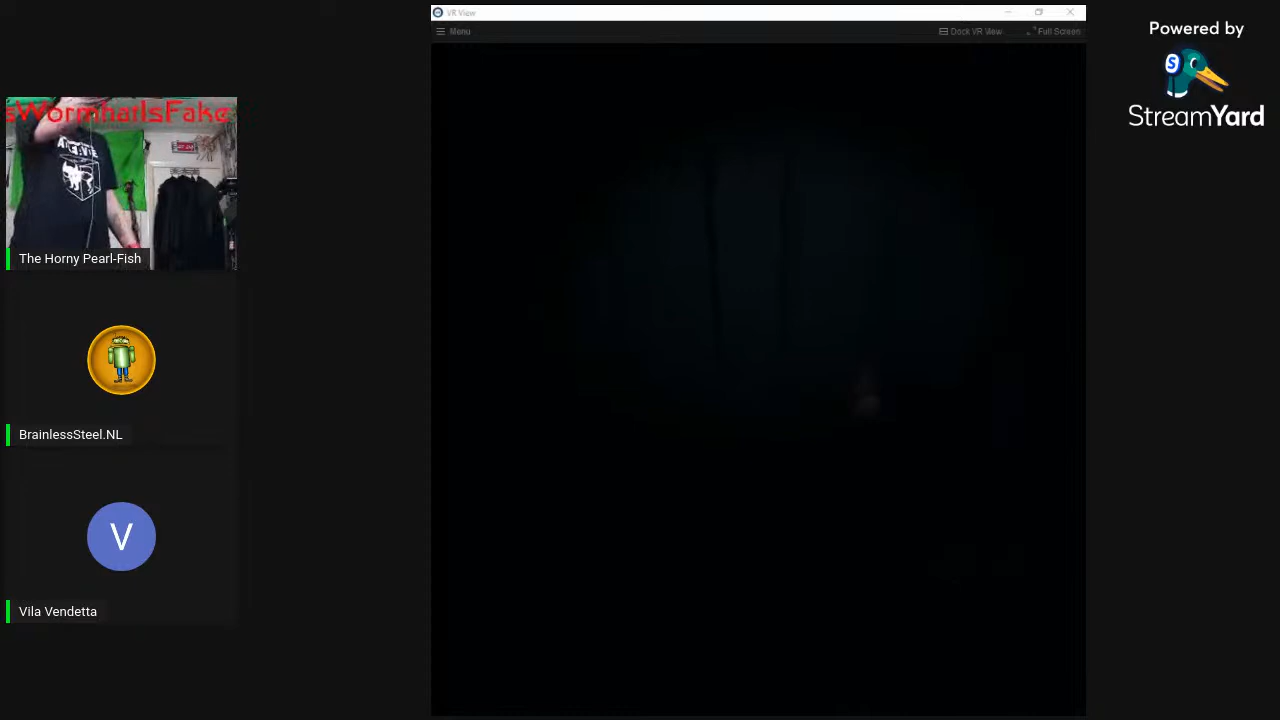 VR View
Menu
Dock VR View
Full Screen
Powered by
StreamYard
sWormhatIsFake
The Horny Pearl-Fish
BrainlessSteel.NL
V
Vila Vendetta